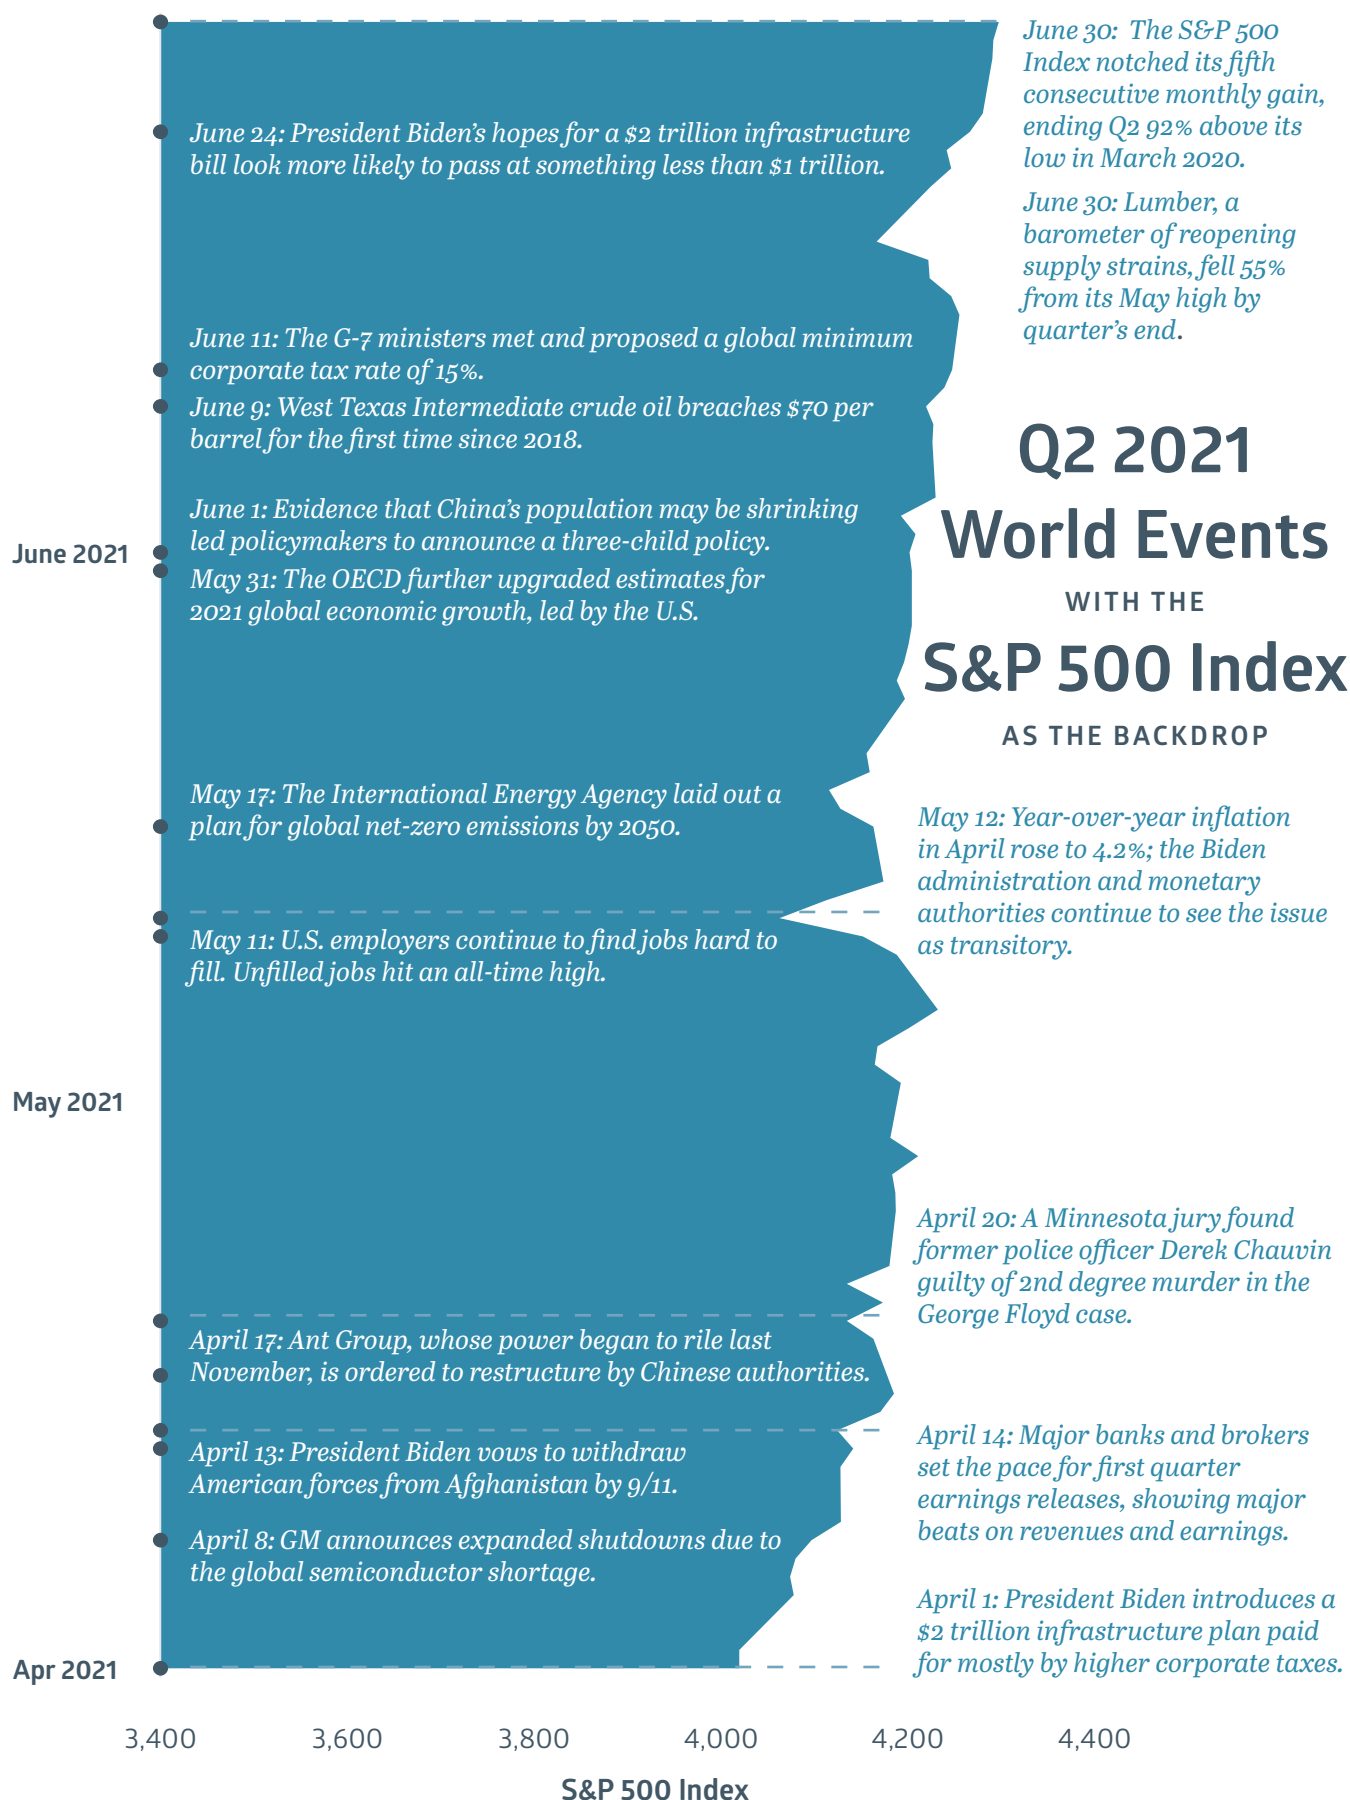 June 30:  The S&P 500
Index notched its fifth
consecutive monthly gain,
ending Q2 92% above its
low in March 2020.
June 30: Lumber, a
barometer of reopening
supply strains, fell 55%
from its May high by
quarter’s end.
June 24: President Biden’s hopes for a $2 trillion infrastructure
bill look more likely to pass at something less than $1 trillion.
June 11: The G-7 ministers met and proposed a global minimum
corporate tax rate of 15%.
June 9: West Texas Intermediate crude oil breaches $70 per
barrel for the first time since 2018.
Q2 2021
World Events
WITH THE
S&P 500 Index
AS THE BACKDROP
June 1: Evidence that China’s population may be shrinking
led policymakers to announce a three-child policy.
June 2021
May 31: The OECD further upgraded estimates for
2021 global economic growth, led by the U.S.
May 17: The International Energy Agency laid out a
plan for global net-zero emissions by 2050.
May 12: Year-over-year inflation
in April rose to 4.2%; the Biden
administration and monetary
authorities continue to see the issue
as transitory.
May 11: U.S. employers continue to find jobs hard to
fill. Unfilled jobs hit an all-time high.
May 2021
April 20: A Minnesota jury found
former police officer Derek Chauvin
guilty of 2nd degree murder in the
George Floyd case.
April 17: Ant Group, whose power began to rile last
November, is ordered to restructure by Chinese authorities.
April 14: Major banks and brokers
set the pace for first quarter
earnings releases, showing major
beats on revenues and earnings.
April 13: President Biden vows to withdraw
American forces from Afghanistan by 9/11.
April 8: GM announces expanded shutdowns due to
the global semiconductor shortage.
April 1: President Biden introduces a
$2 trillion infrastructure plan paid
for mostly by higher corporate taxes.
Apr 2021
3,400 3,600 3,800 4,000 4,200 4,400
S&P 500 Index